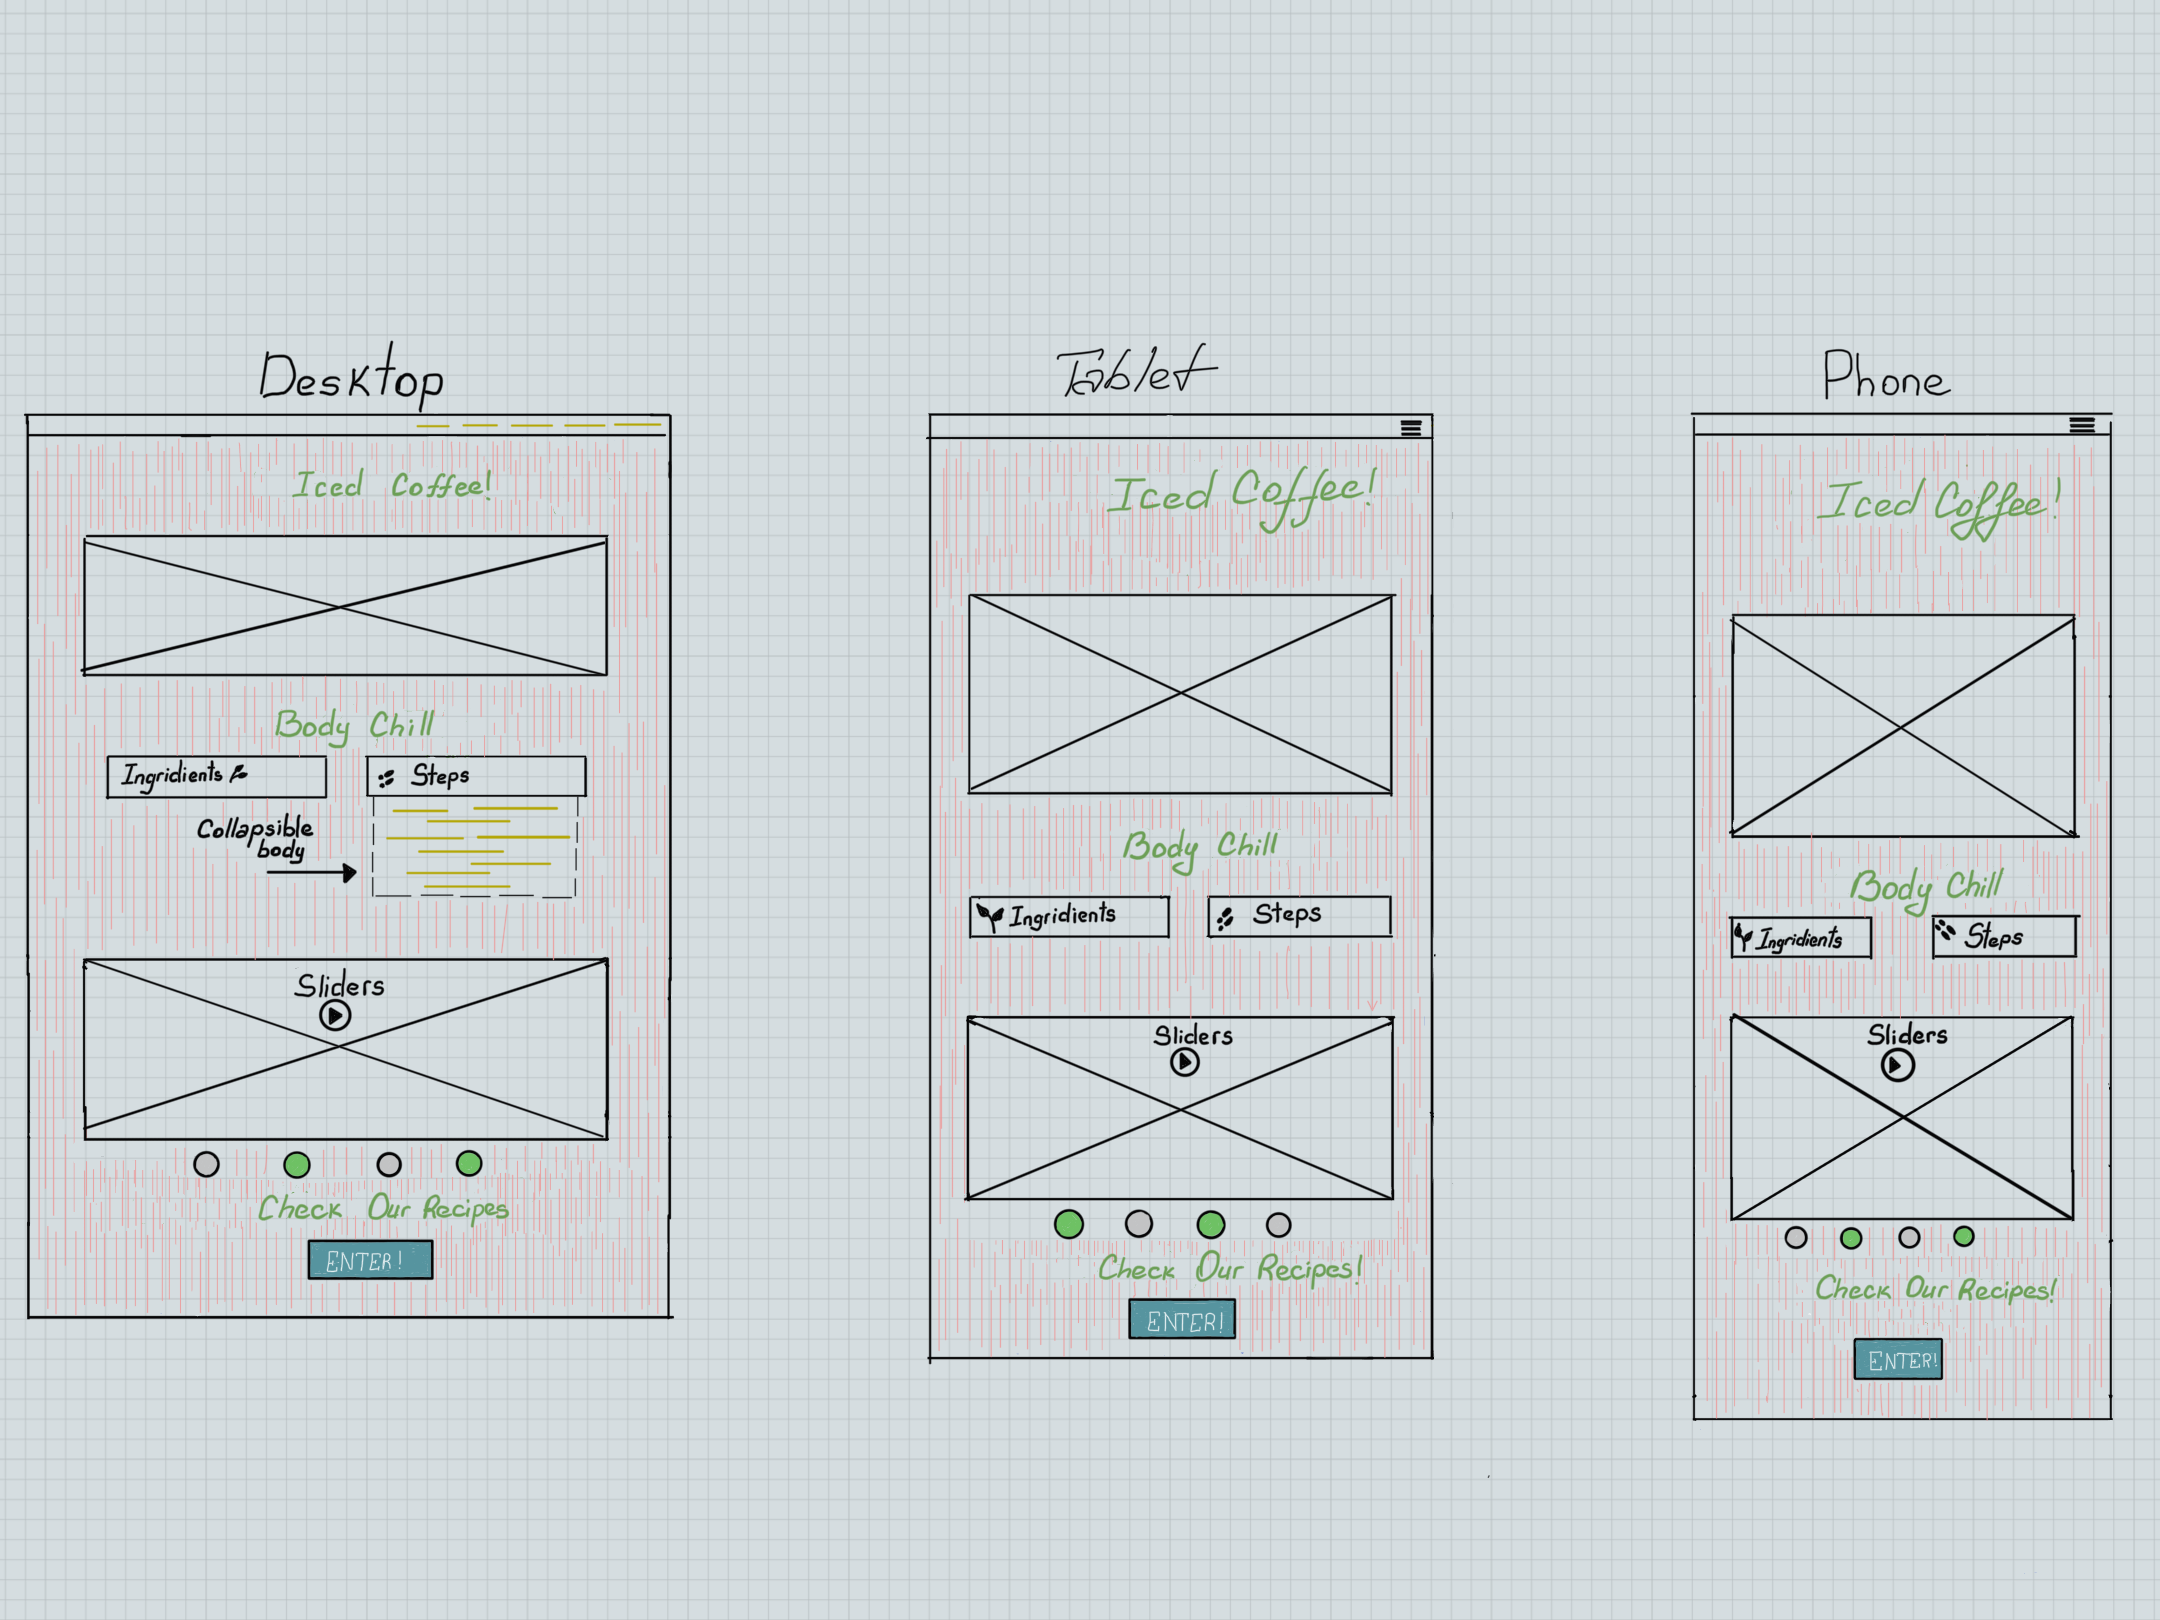 Desktop
Iced Coffee!
Body Chill
Ingridients
Steps
Collapsible
body
Sliders
Check Our Recipes
ENTER!
Tablet
Iced Coffee!
Body Chill
Ingridients
Steps
Sliders
Check Our Recipes!
ENTER!
Phone
Iced Coffee!
Body Chill
Ingridients
Steps
Sliders
Check Our Recipes!
ENTER!